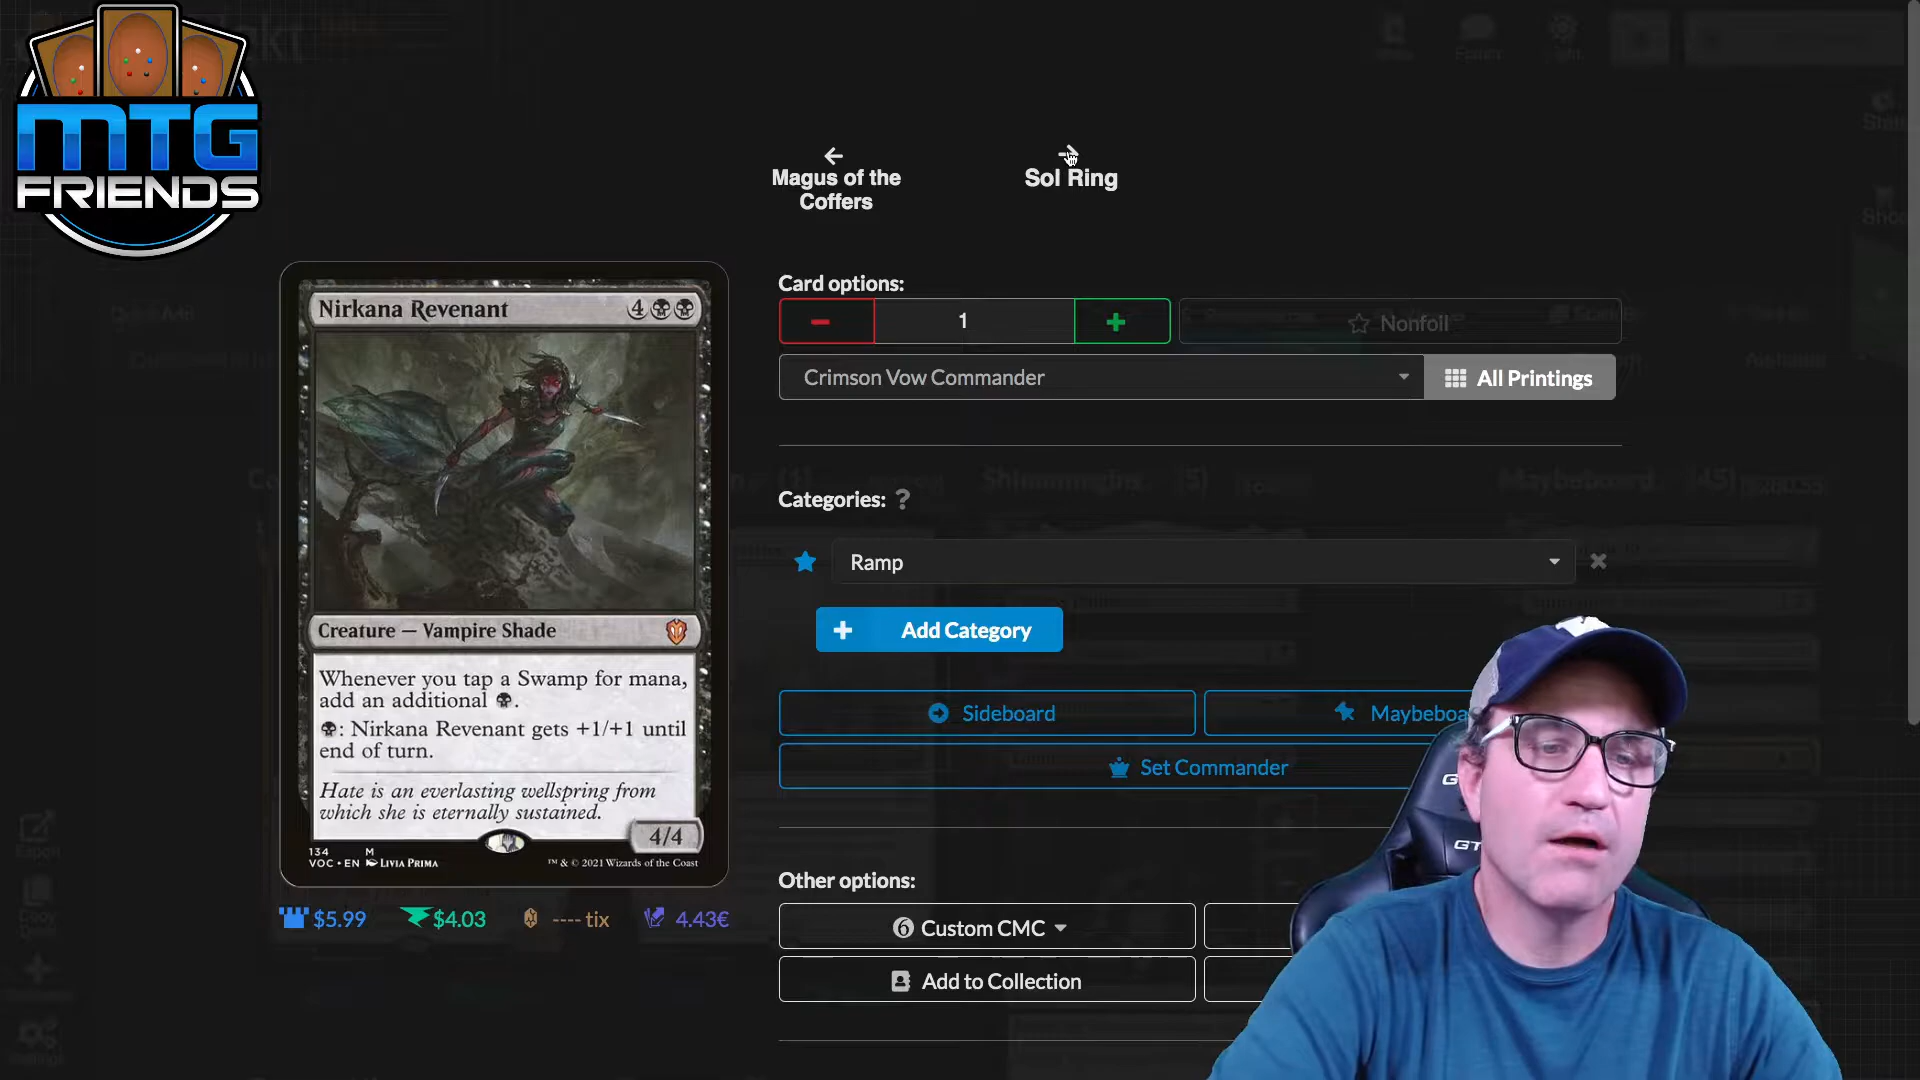 MTG
FRIENDS
Magus of the
Coffers
Sol Ring
Card options:
1
Nonfoil
Crimson Vow Commander
All Printings
Categories: ?
Ramp
Add Category
Sideboard
Maybeboa
Set Commander
Other options:
6 Custom CMC
Add to Collection
Nirkana Revenant 4
Creature — Vampire Shade
Whenever you tap a Swamp for mana,
add an additional .
: Nirkana Revenant gets +1/+1 until
end of turn.
Hate is an everlasting wellspring from
which she is eternally sustained.
4/4
134 M
VOC • EN LIVIA PRIMA
™ & © 2021 Wizards of the Coast
$5.99
$4.03
---- tix
4.43€
GT